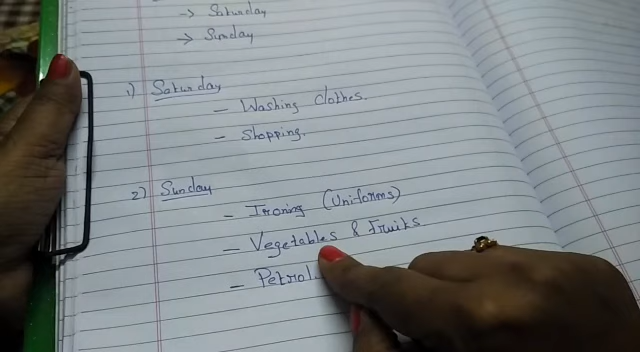 → Saturday
→ Sunday
1) Saturday
- Washing clothes.
- Shopping.
2) Sunday
- Ironing (Uniforms)
- Vegetables & Fruits
- Petrol.